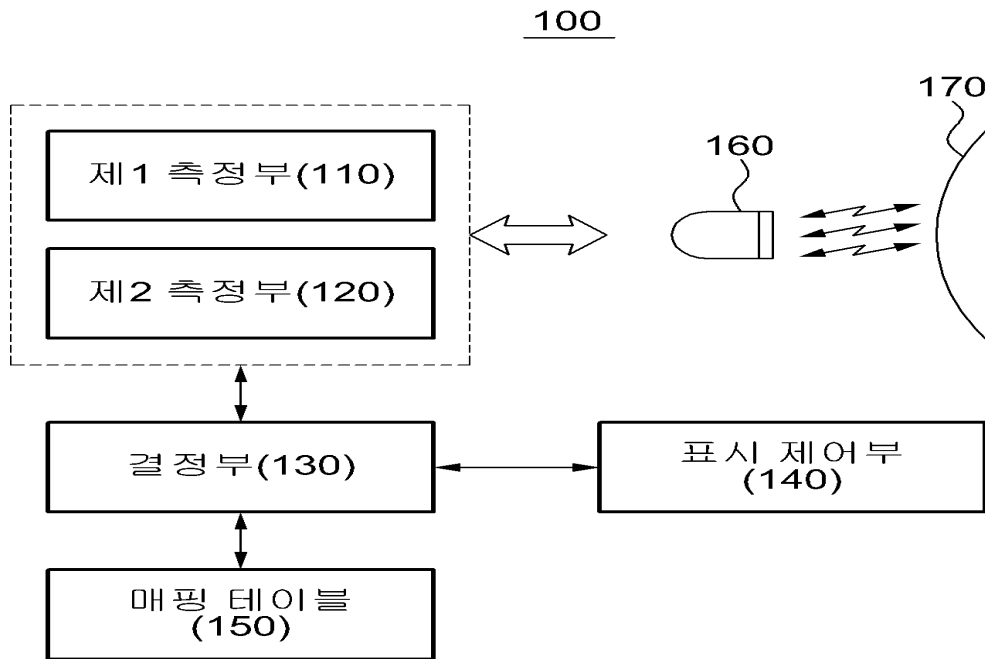 100
170
160
제1 측정부(110)
제2 측정부(120)
결정부(130)
표시 제어부
(140)
매핑 테이블
(150)